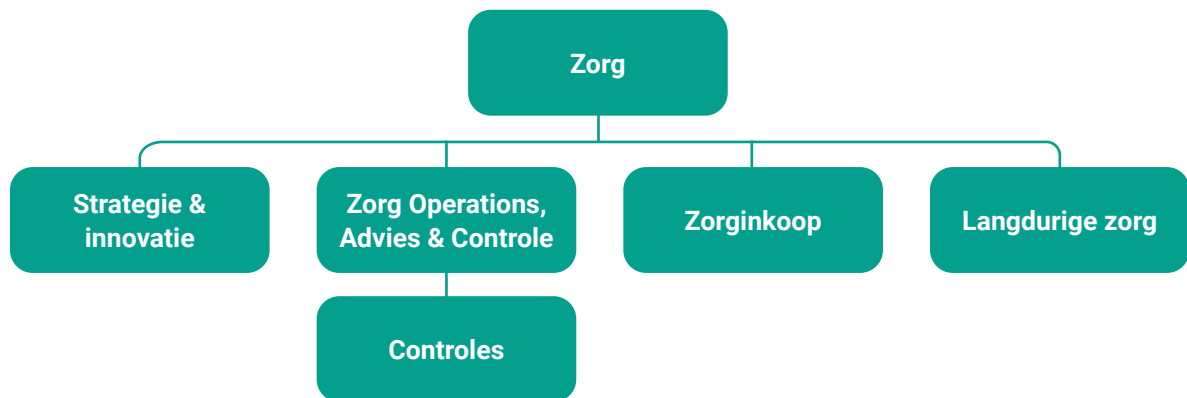 Zorg
Strategie &
innovatie
Zorg Operations,
Advies & Controle
Zorginkoop
Langdurige zorg
Controles